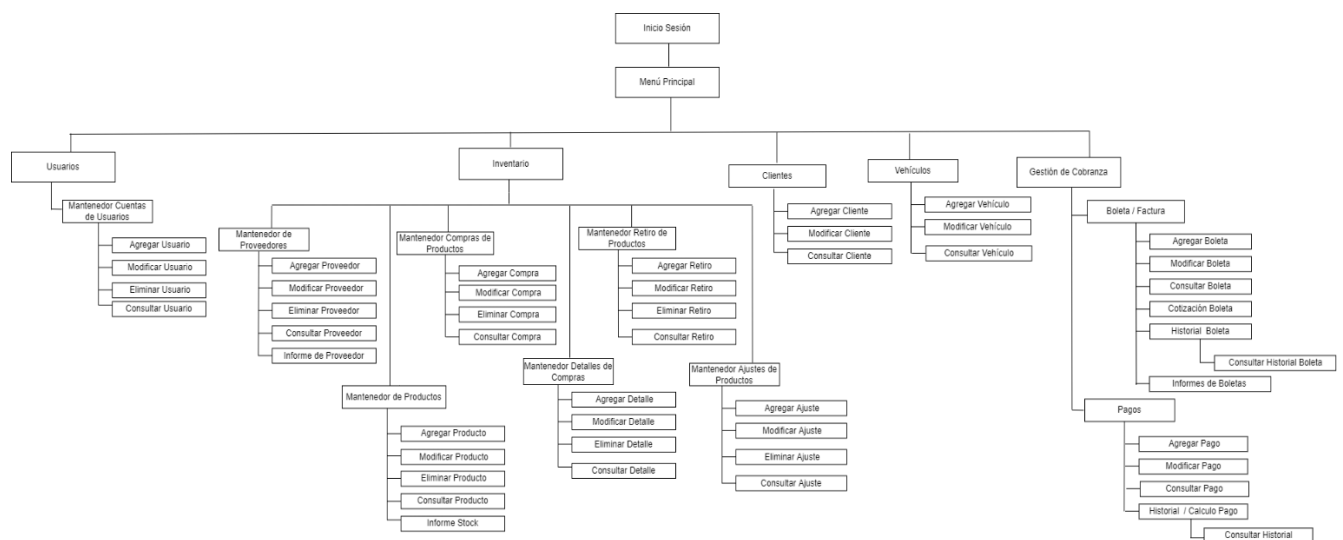 Inicio Sesión
Menú Principal
Usuarios
Mantenedor Cuentas
de Usuarios
Agregar Usuario
Modificar Usuario
Eliminar Usuario
Consultar Usuario
Inventario
Mantenedor de
Proveedores
Agregar Proveedor
Modificar Proveedor
Eliminar Proveedor
Consultar Proveedor
Informe de Proveedor
Mantenedor de Productos
Agregar Producto
Modificar Producto
Eliminar Producto
Consultar Producto
Informe Stock
Mantenedor Compras de
Productos
Agregar Compra
Modificar Compra
Eliminar Compra
Consultar Compra
Mantenedor Detalles de
Compras
Agregar Detalle
Modificar Detalle
Eliminar Detalle
Consultar Detalle
Mantenedor Retiro de
Productos
Agregar Retiro
Modificar Retiro
Eliminar Retiro
Consultar Retiro
Mantenedor Ajustes de
Productos
Agregar Ajuste
Modificar Ajuste
Eliminar Ajuste
Consultar Ajuste
Clientes
Agregar Cliente
Modificar Cliente
Consultar Cliente
Vehículos
Agregar Vehículo
Modificar Vehículo
Consultar Vehículo
Gestión de Cobranza
Boleta / Factura
Agregar Boleta
Modificar Boleta
Consultar Boleta
Cotización Boleta
Historial Boleta
Consultar Historial Boleta
Informes de Boletas
Pagos
Agregar Pago
Modificar Pago
Consultar Pago
Historial / Calculo Pago
Consultar Historial